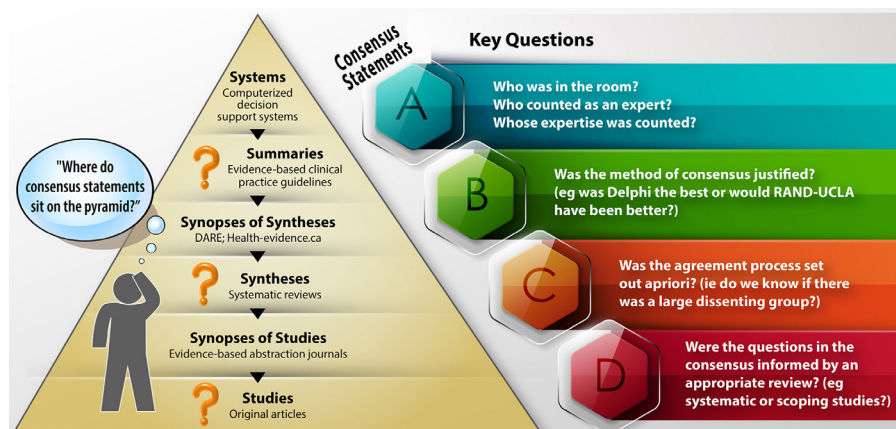 "Where do
consensus statements
sit on the pyramid?"
Systems
Computerized
decision
support systems
?
Summaries
Evidence-based clinical
practice guidelines
Synopses of Syntheses
DARE; Health-evidence.ca
?
Syntheses
Systematic reviews
Synopses of Studies
Evidence-based abstraction journals
?
Studies
Original articles
Consensus
Statements
Key Questions
A
Who was in the room?
Who counted as an expert?
Whose expertise was counted?
B
Was the method of consensus justified?
(eg was Delphi the best or would RAND-UCLA
have been better?)
C
Was the agreement process set
out apriori? (ie do we know if there
was a large dissenting group?)
D
Were the questions in the
consensus informed by an
appropriate review? (eg
systematic or scoping studies?)